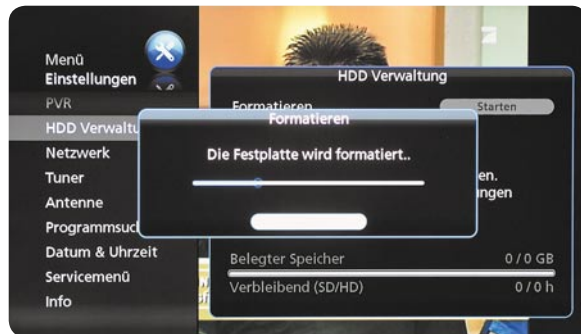 Menü
Einstellungen
PVR
HDD Verwaltu
Netzwerk
Tuner
Antenne
Programmsuc
Datum & Uhrzeit
Servicemenü
Info
HDD Verwaltung
Formatieren
Starten
Formatieren
Die Festplatte wird formatiert..
en.
ngen
Belegter Speicher
0 / 0 GB
Verbleibend (SD/HD)
0 / 0 h